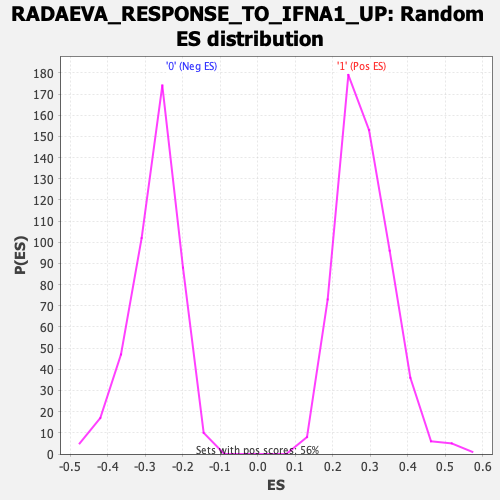 RADAEVA_RESPONSE_TO_IFNA1_UP: Random
ES distribution
'0' (Neg ES)
'1' (Pos ES)
180
170
160
150
140
130
120
110
100
90
80
70
60
50
40
30
20
10
0
P(ES)
Sets with pos scores: 56%
-0.5 -0.4 -0.3 -0.2 -0.1 0.0 0.1 0.2 0.3 0.4 0.5 0.6
ES